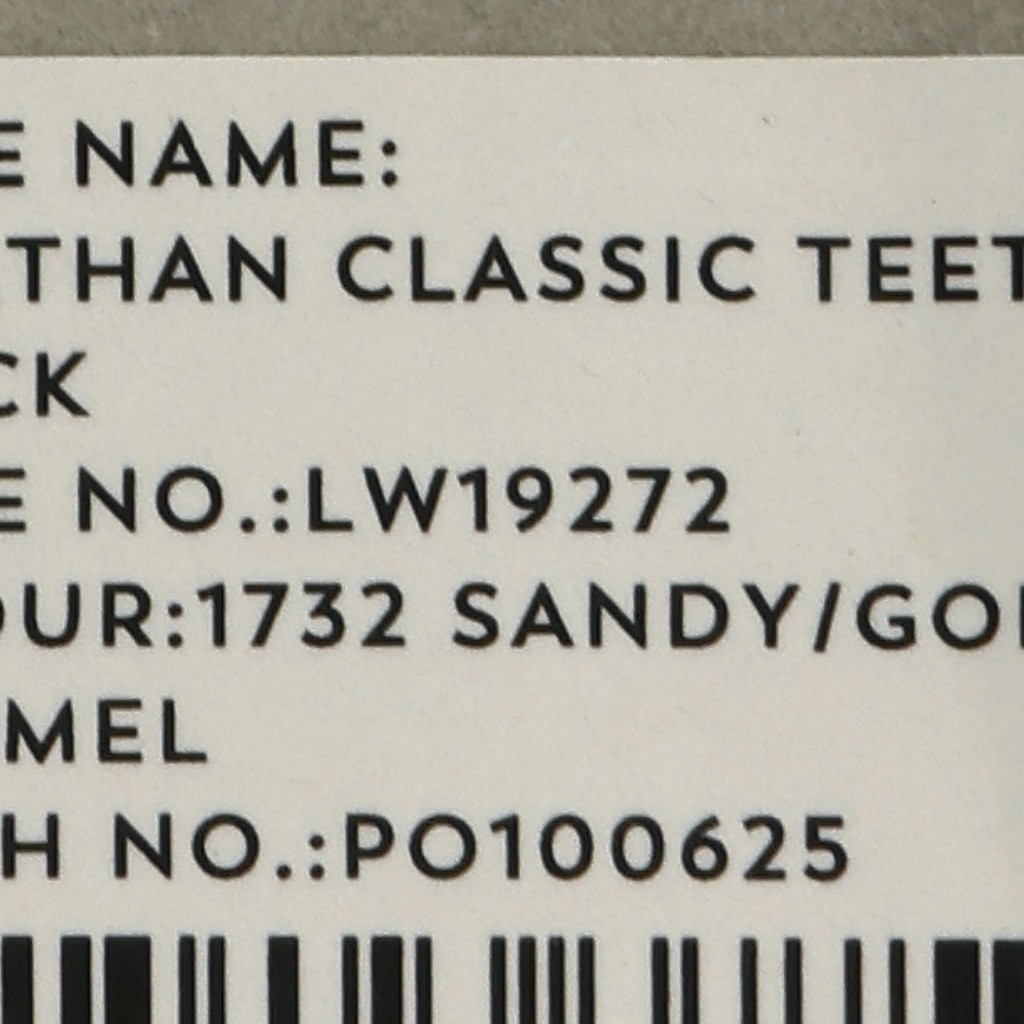 E NAME:
THAN CLASSIC TEET
CK
E NO.:LW19272
OUR:1732 SANDY/GO
MEL
H NO.:PO100625